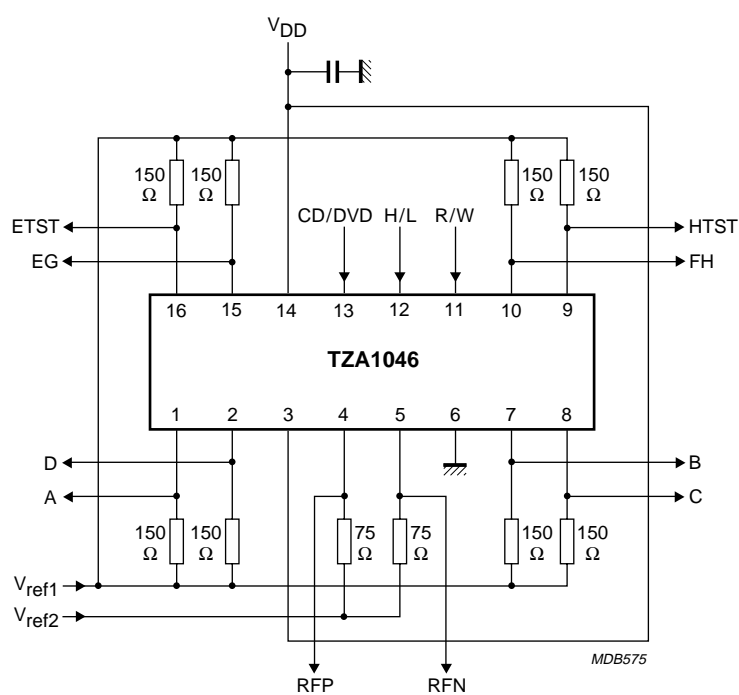 VDD
150 Ω
150 Ω
150 Ω
150 Ω
CD/DVD H/L R/W
ETST
HTST
EG
FH
16 15 14 13 12 11 10 9
TZA1046
1 2 3 4 5 6 7 8
D
B
A
C
150 Ω
150 Ω
75 Ω
75 Ω
150 Ω
150 Ω
Vref1
Vref2
MDB575
RFP RFN